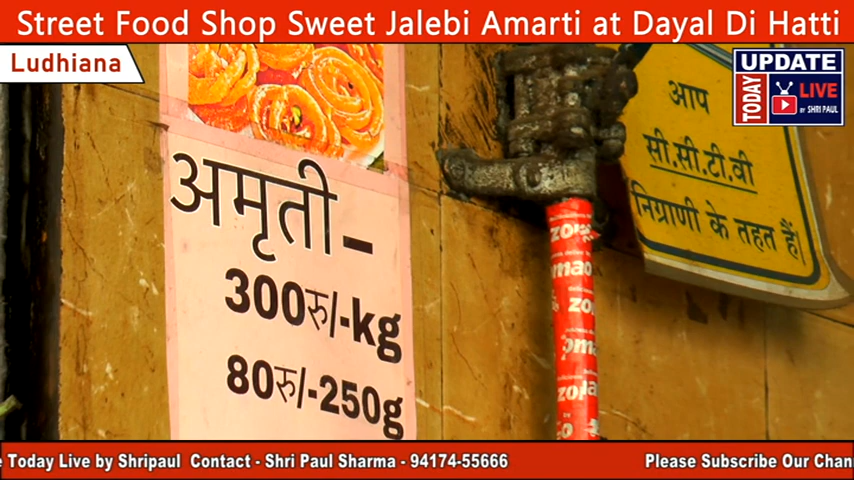 Street Food Shop Sweet Jalebi Amarti at Dayal Di Hatti
Ludhiana
UPDATE
TODAY
LIVE
BY SHRI PAUL
अमृती-
300रु/-kg
80रु/-250g
आप
सी.सी.टी.वी
निग्राणी के तहत हैं
zoma
zomato
Today Live by Shripaul Contact - Shri Paul Sharma - 94174-55666
Please Subscribe Our Chan